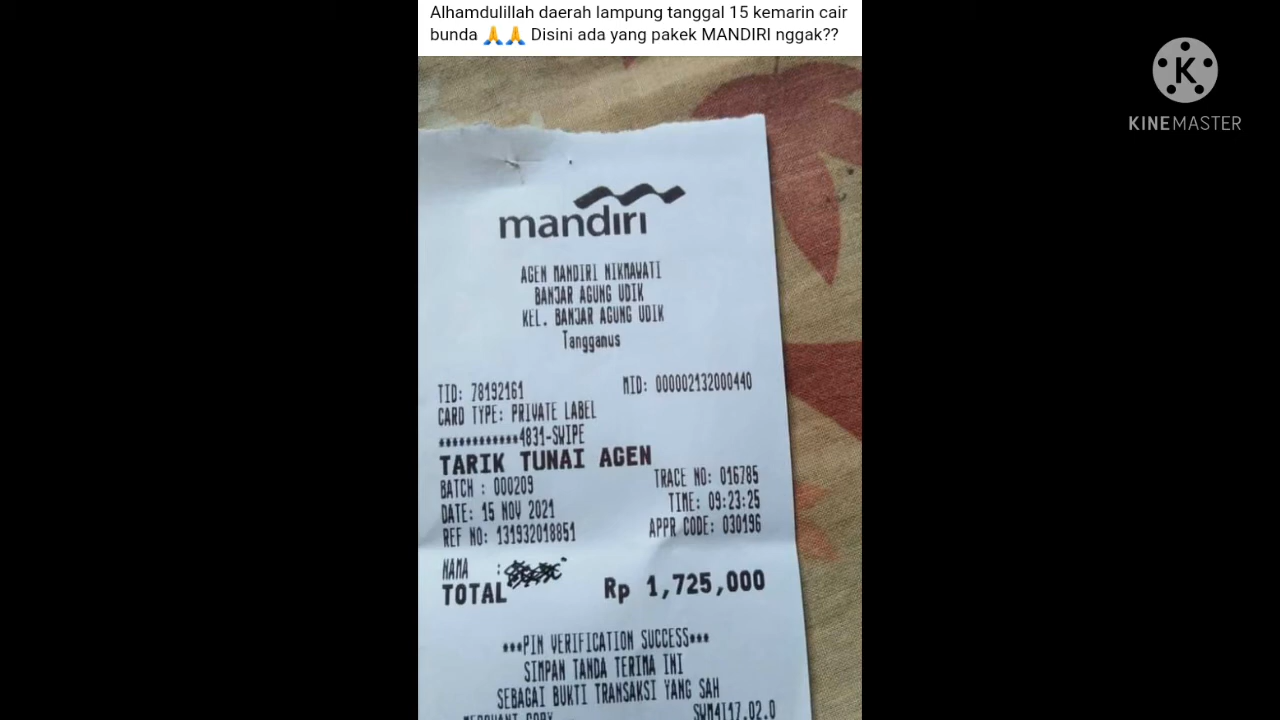 Alhamdulillah daerah lampung tanggal 15 kemarin cair
bunda 🙏🙏 Disini ada yang pakek MANDIRI nggak??
K
KINEMASTER
mandiri
AGEN MANDIRI NIKMAWATI
BANJAR AGUNG UDIK
KEL. BANJAR AGUNG UDIK
Tanggamus
TID: 78192161 MID: 000002132000440
CARD TYPE: PRIVATE LABEL
************4831-SWIPE
TARIK TUNAI AGEN
BATCH : 000209 TRACE NO: 016785
DATE: 15 NOV 2021 TIME: 09:23:25
REF NO: 131932018851 APPR CODE: 030196
NAMA :
TOTAL Rp 1,725,000
***PIN VERIFICATION SUCCESS***
SIMPAN TANDA TERIMA INI
SEBAGAI BUKTI TRANSAKSI YANG SAH
MERCHANT COPY SWM4I17.02.0